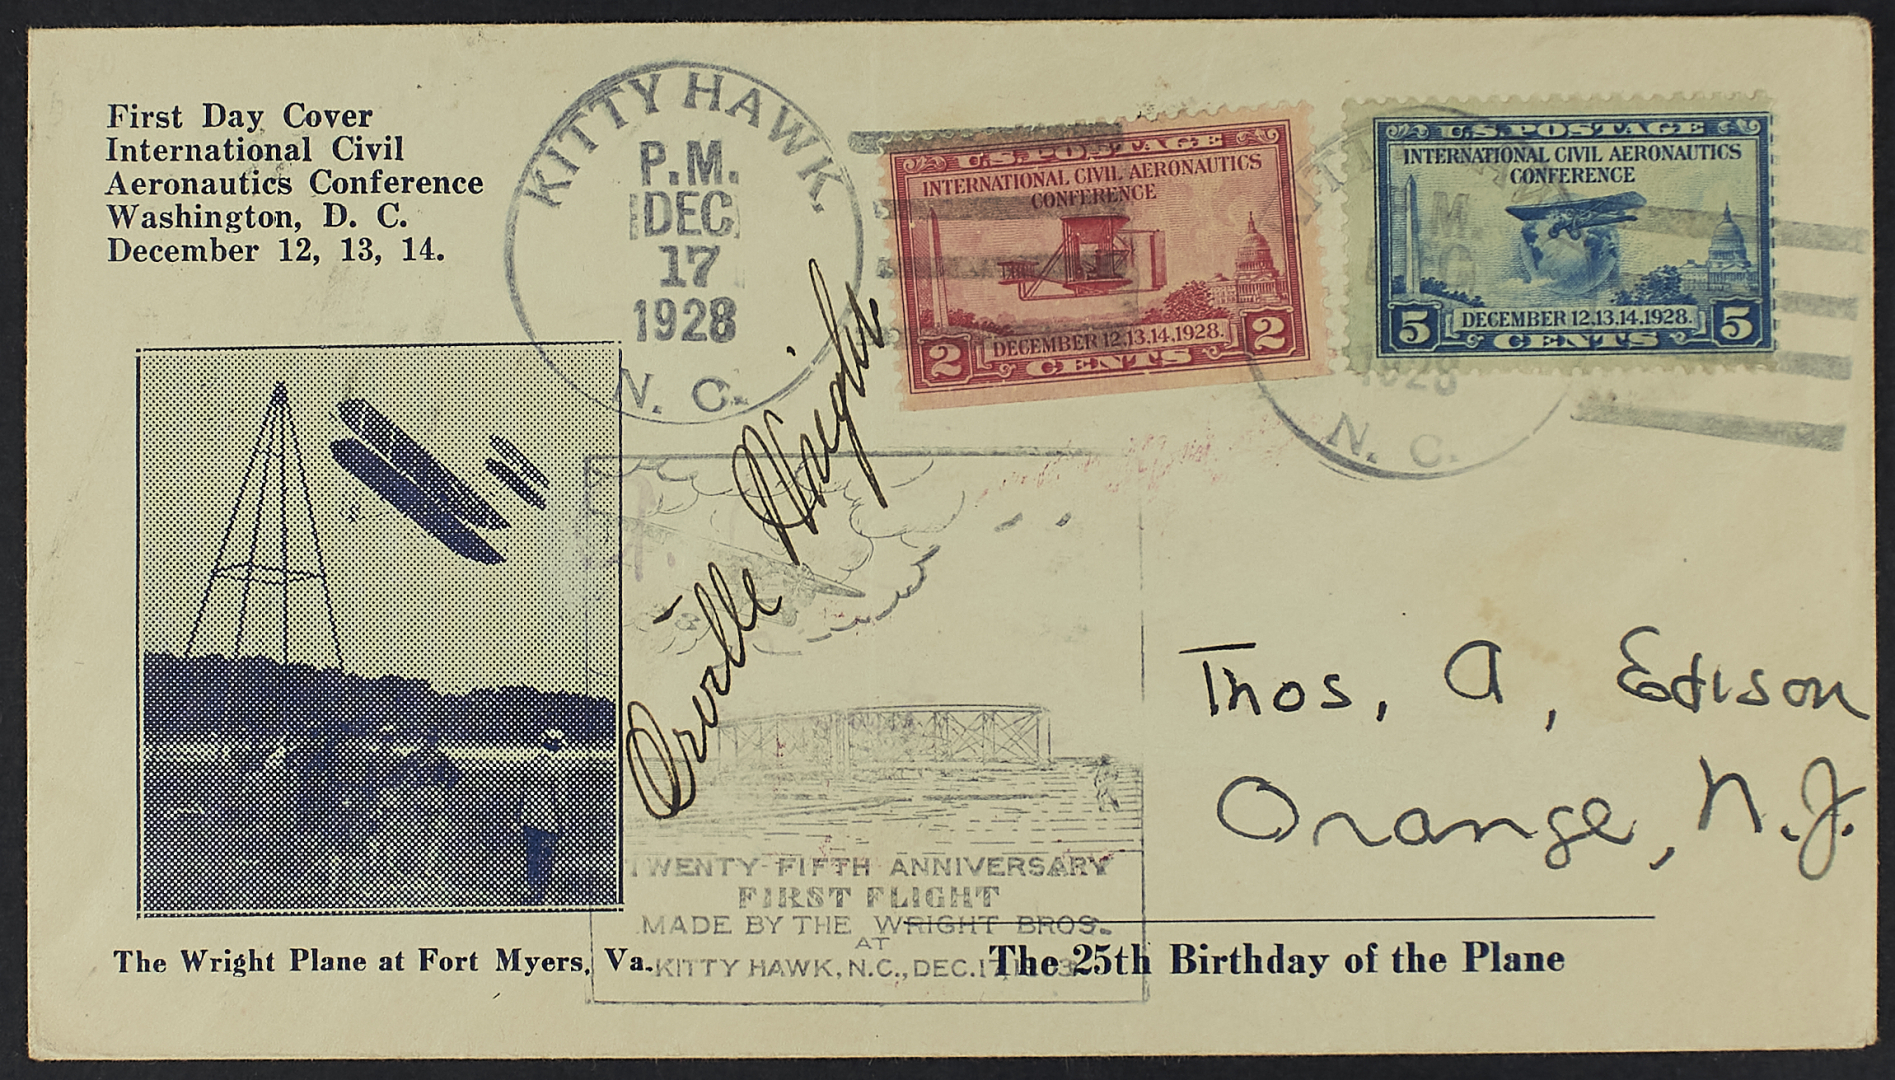 First Day Cover
International Civil
Aeronautics Conference
Washington, D. C.
December 12, 13, 14.
KITTY HAWK.
P.M.
DEC
17
1928
N. C.
U.S. POSTAGE
INTERNATIONAL CIVIL AERONAUTICS
CONFERENCE
DECEMBER 12.13.14.1928.
2 CENTS 2
U.S. POSTAGE
INTERNATIONAL CIVIL AERONAUTICS
CONFERENCE
DECEMBER 12.13.14.1928.
5 CENTS 5
M.
DEC
1928
N. C.
Orville Wright.
Thos. A. Edison
Orange, N.J.
TWENTY-FIFTH ANNIVERSARY
FIRST FLIGHT
MADE BY THE WRIGHT BROS.
AT
KITTY HAWK, N.C., DEC.17
The Wright Plane at Fort Myers, Va.
The 25th Birthday of the Plane